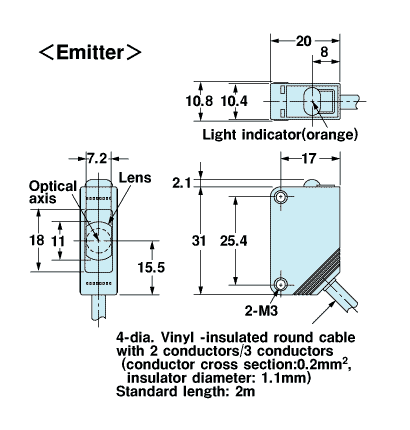 <Emitter>
20
8
10.8 10.4
Light indicator(orange)
7.2
Lens
Optical
axis
18 11
15.5
17
2.1
31
25.4
2-M3
4-dia. Vinyl -insulated round cable
with 2 conductors/3 conductors
(conductor cross section:0.2mm²,
insulator diameter: 1.1mm)
Standard length: 2m